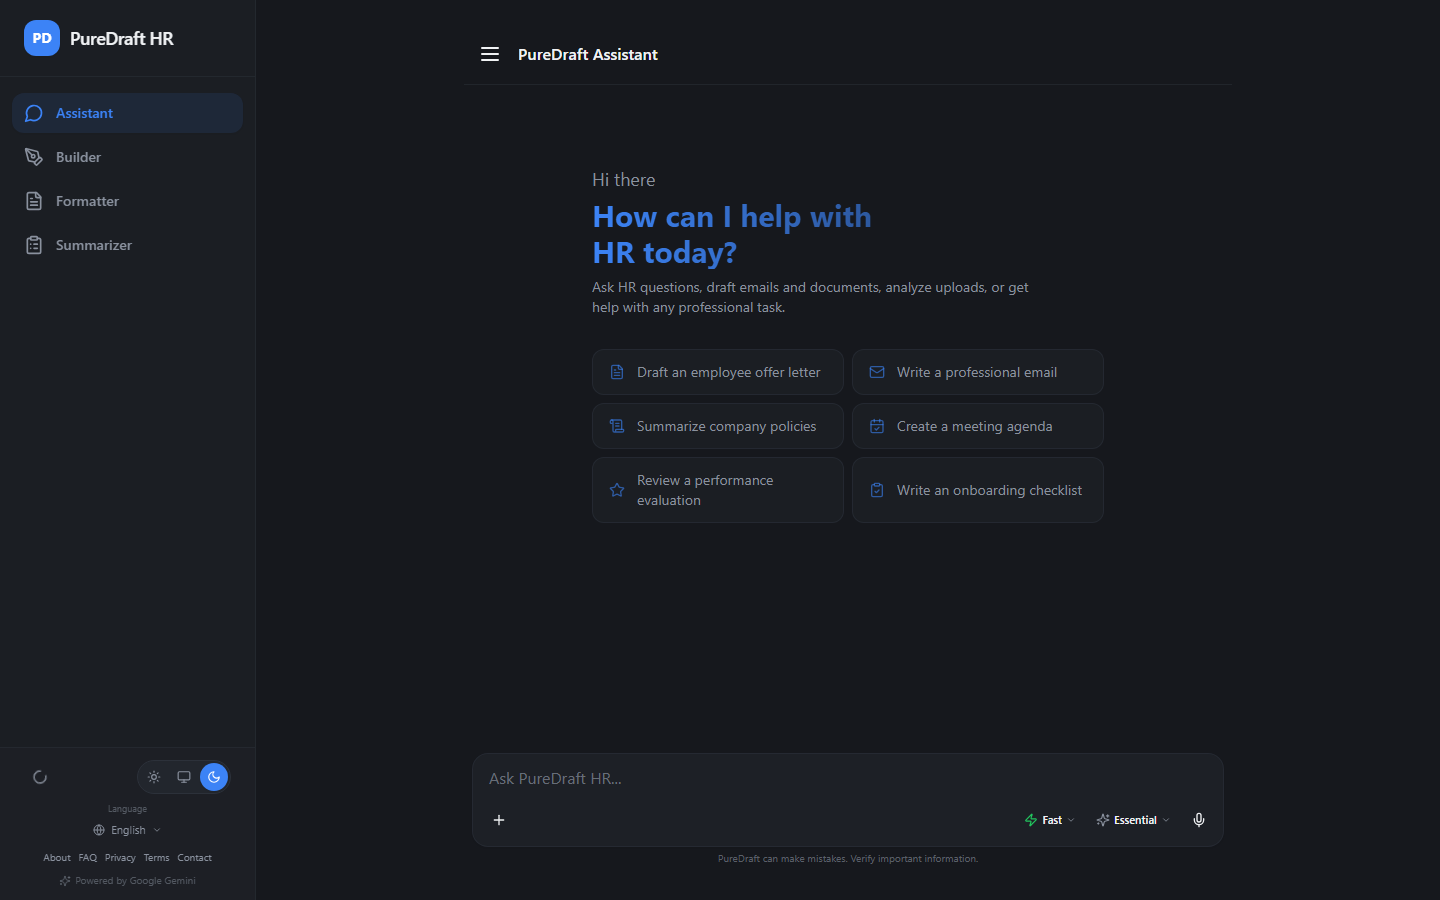 PD PureDraft HR
Assistant
Builder
Formatter
Summarizer
Language
English
About FAQ Privacy Terms Contact
Powered by Google Gemini
PureDraft Assistant
Hi there
How can I help with
HR today?
Ask HR questions, draft emails and documents, analyze uploads, or get
help with any professional task.
Draft an employee offer letter
Write a professional email
Summarize company policies
Create a meeting agenda
Review a performance
evaluation
Write an onboarding checklist
Ask PureDraft HR...
Fast Essential
PureDraft can make mistakes. Verify important information.